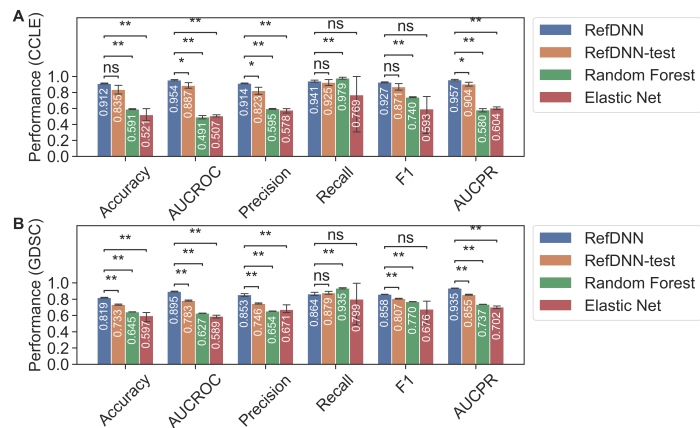 A
Performance (CCLE)
1.0
0.8
0.6
0.4
0.2
0.0
**
**
ns
**
**
*
**
**
*
ns
**
ns
ns
**
ns
**
**
*
0.912
0.835
0.591
0.521
0.954
0.887
0.491
0.507
0.914
0.823
0.595
0.578
0.941
0.925
0.979
0.769
0.927
0.871
0.740
0.593
0.957
0.904
0.580
0.604
Accuracy
AUCROC
Precision
Recall
F1
AUCPR
RefDNN
RefDNN-test
Random Forest
Elastic Net
B
Performance (GDSC)
1.0
0.8
0.6
0.4
0.2
0.0
**
**
**
**
**
**
**
**
**
ns
**
ns
ns
**
**
**
**
**
0.819
0.733
0.645
0.597
0.895
0.783
0.627
0.589
0.853
0.746
0.654
0.671
0.864
0.879
0.935
0.799
0.858
0.807
0.770
0.676
0.935
0.855
0.737
0.702
Accuracy
AUCROC
Precision
Recall
F1
AUCPR
RefDNN
RefDNN-test
Random Forest
Elastic Net